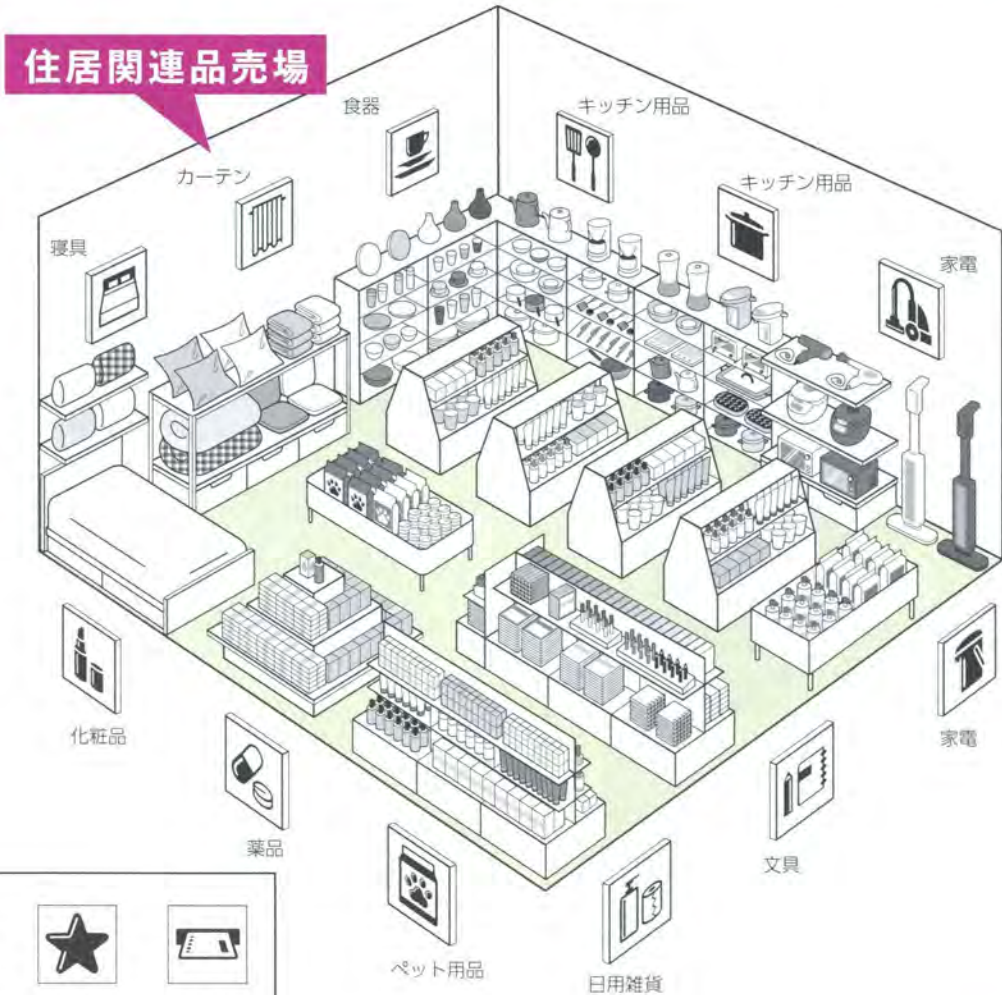 住居関連品売場
食器
キッチン用品
カーテン
キッチン用品
寝具
家電
化粧品
家電
薬品
文具
ペット用品
日用雑貨